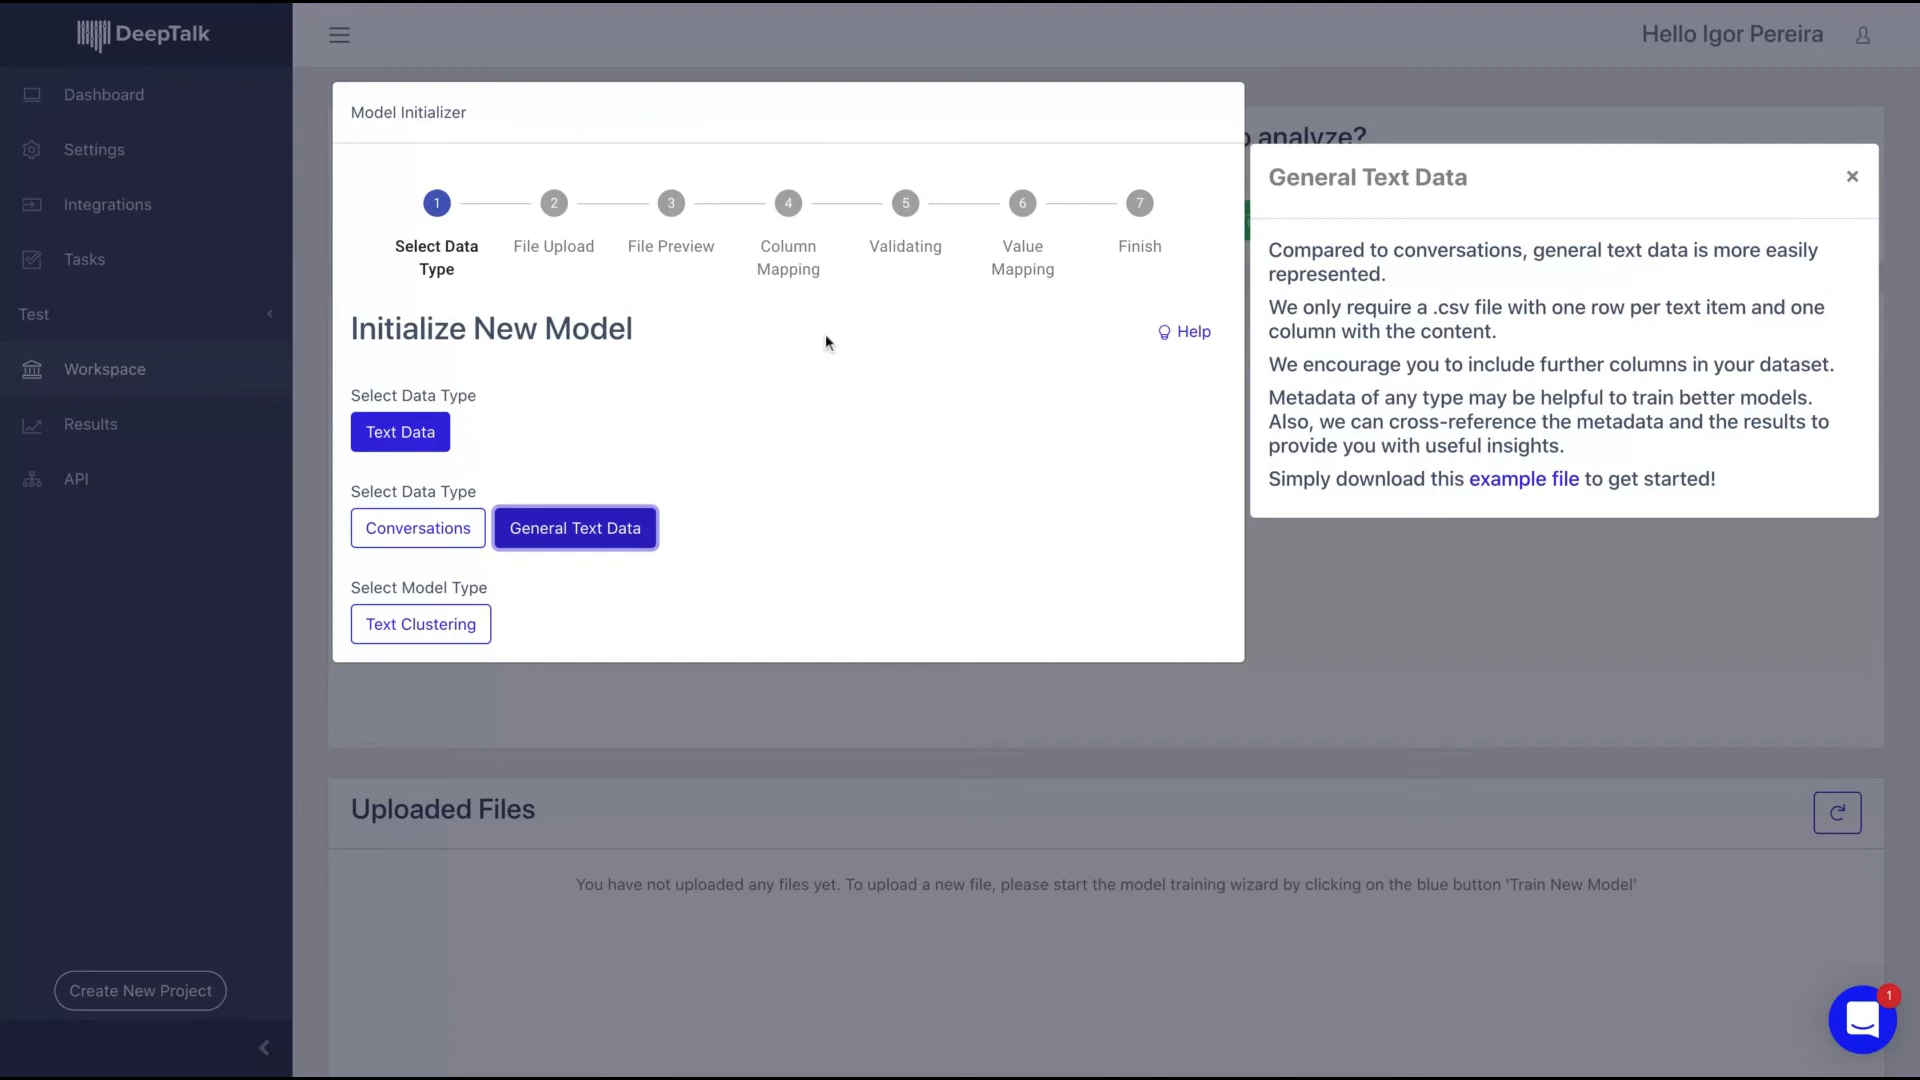 DeepTalk
Hello Igor Pereira
Dashboard
Settings
Integrations
Tasks
Test
Workspace
Results
API
Create New Project
Model Initializer
1
2
3
4
5
6
7
Select Data
Type
File Upload
File Preview
Column
Mapping
Validating
Value
Mapping
Finish
Initialize New Model
Help
Select Data Type
Text Data
Select Data Type
Conversations
General Text Data
Select Model Type
Text Clustering
analyze?
General Text Data
×
Compared to conversations, general text data is more easily
represented.
We only require a .csv file with one row per text item and one
column with the content.
We encourage you to include further columns in your dataset.
Metadata of any type may be helpful to train better models.
Also, we can cross-reference the metadata and the results to
provide you with useful insights.
Simply download this example file to get started!
Uploaded Files
You have not uploaded any files yet. To upload a new file, please start the model training wizard by clicking on the blue button 'Train New Model'
1